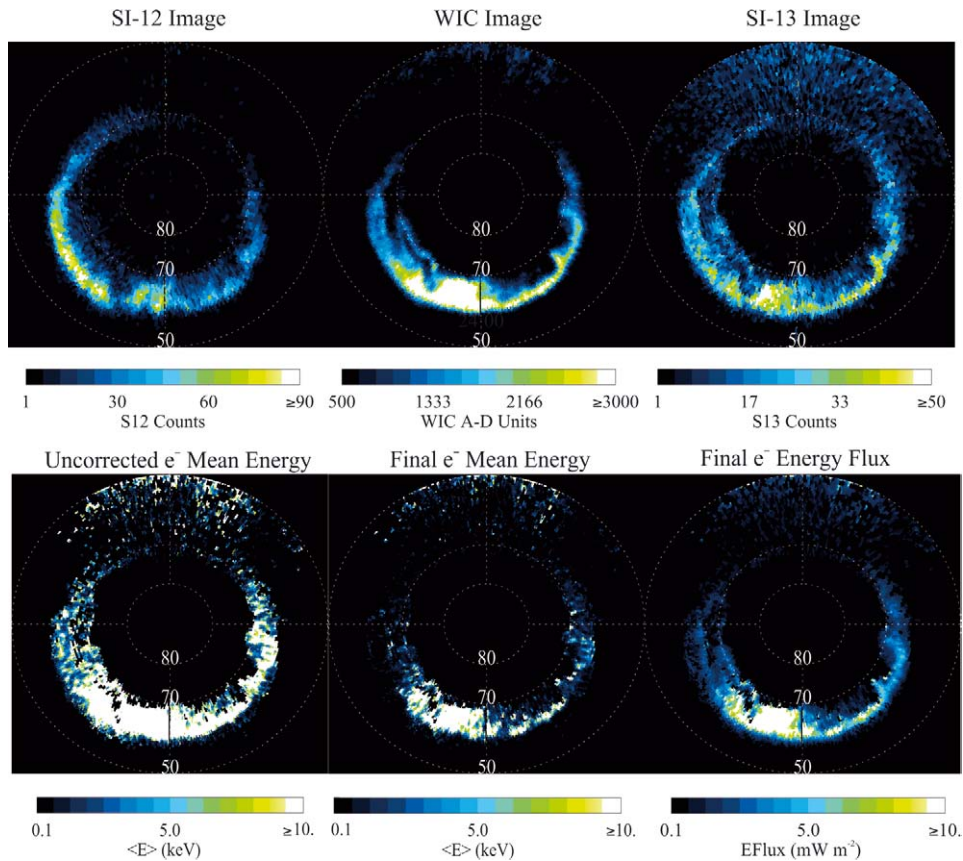 SI-12 Image WIC Image SI-13 Image
80 80 80
70 70 70
50 50 50
1 30 60 ≥90 500 1333 2166 ≥3000 1 17 33 ≥50
S12 Counts WIC A-D Units S13 Counts
Uncorrected e⁻ Mean Energy Final e⁻ Mean Energy Final e⁻ Energy Flux
80 80 80
70 70 70
50 50 50
0.1 5.0 ≥10. 0.1 5.0 ≥10. 0.1 5.0 ≥10.
<E> (keV) <E> (keV) EFlux (mW m⁻²)